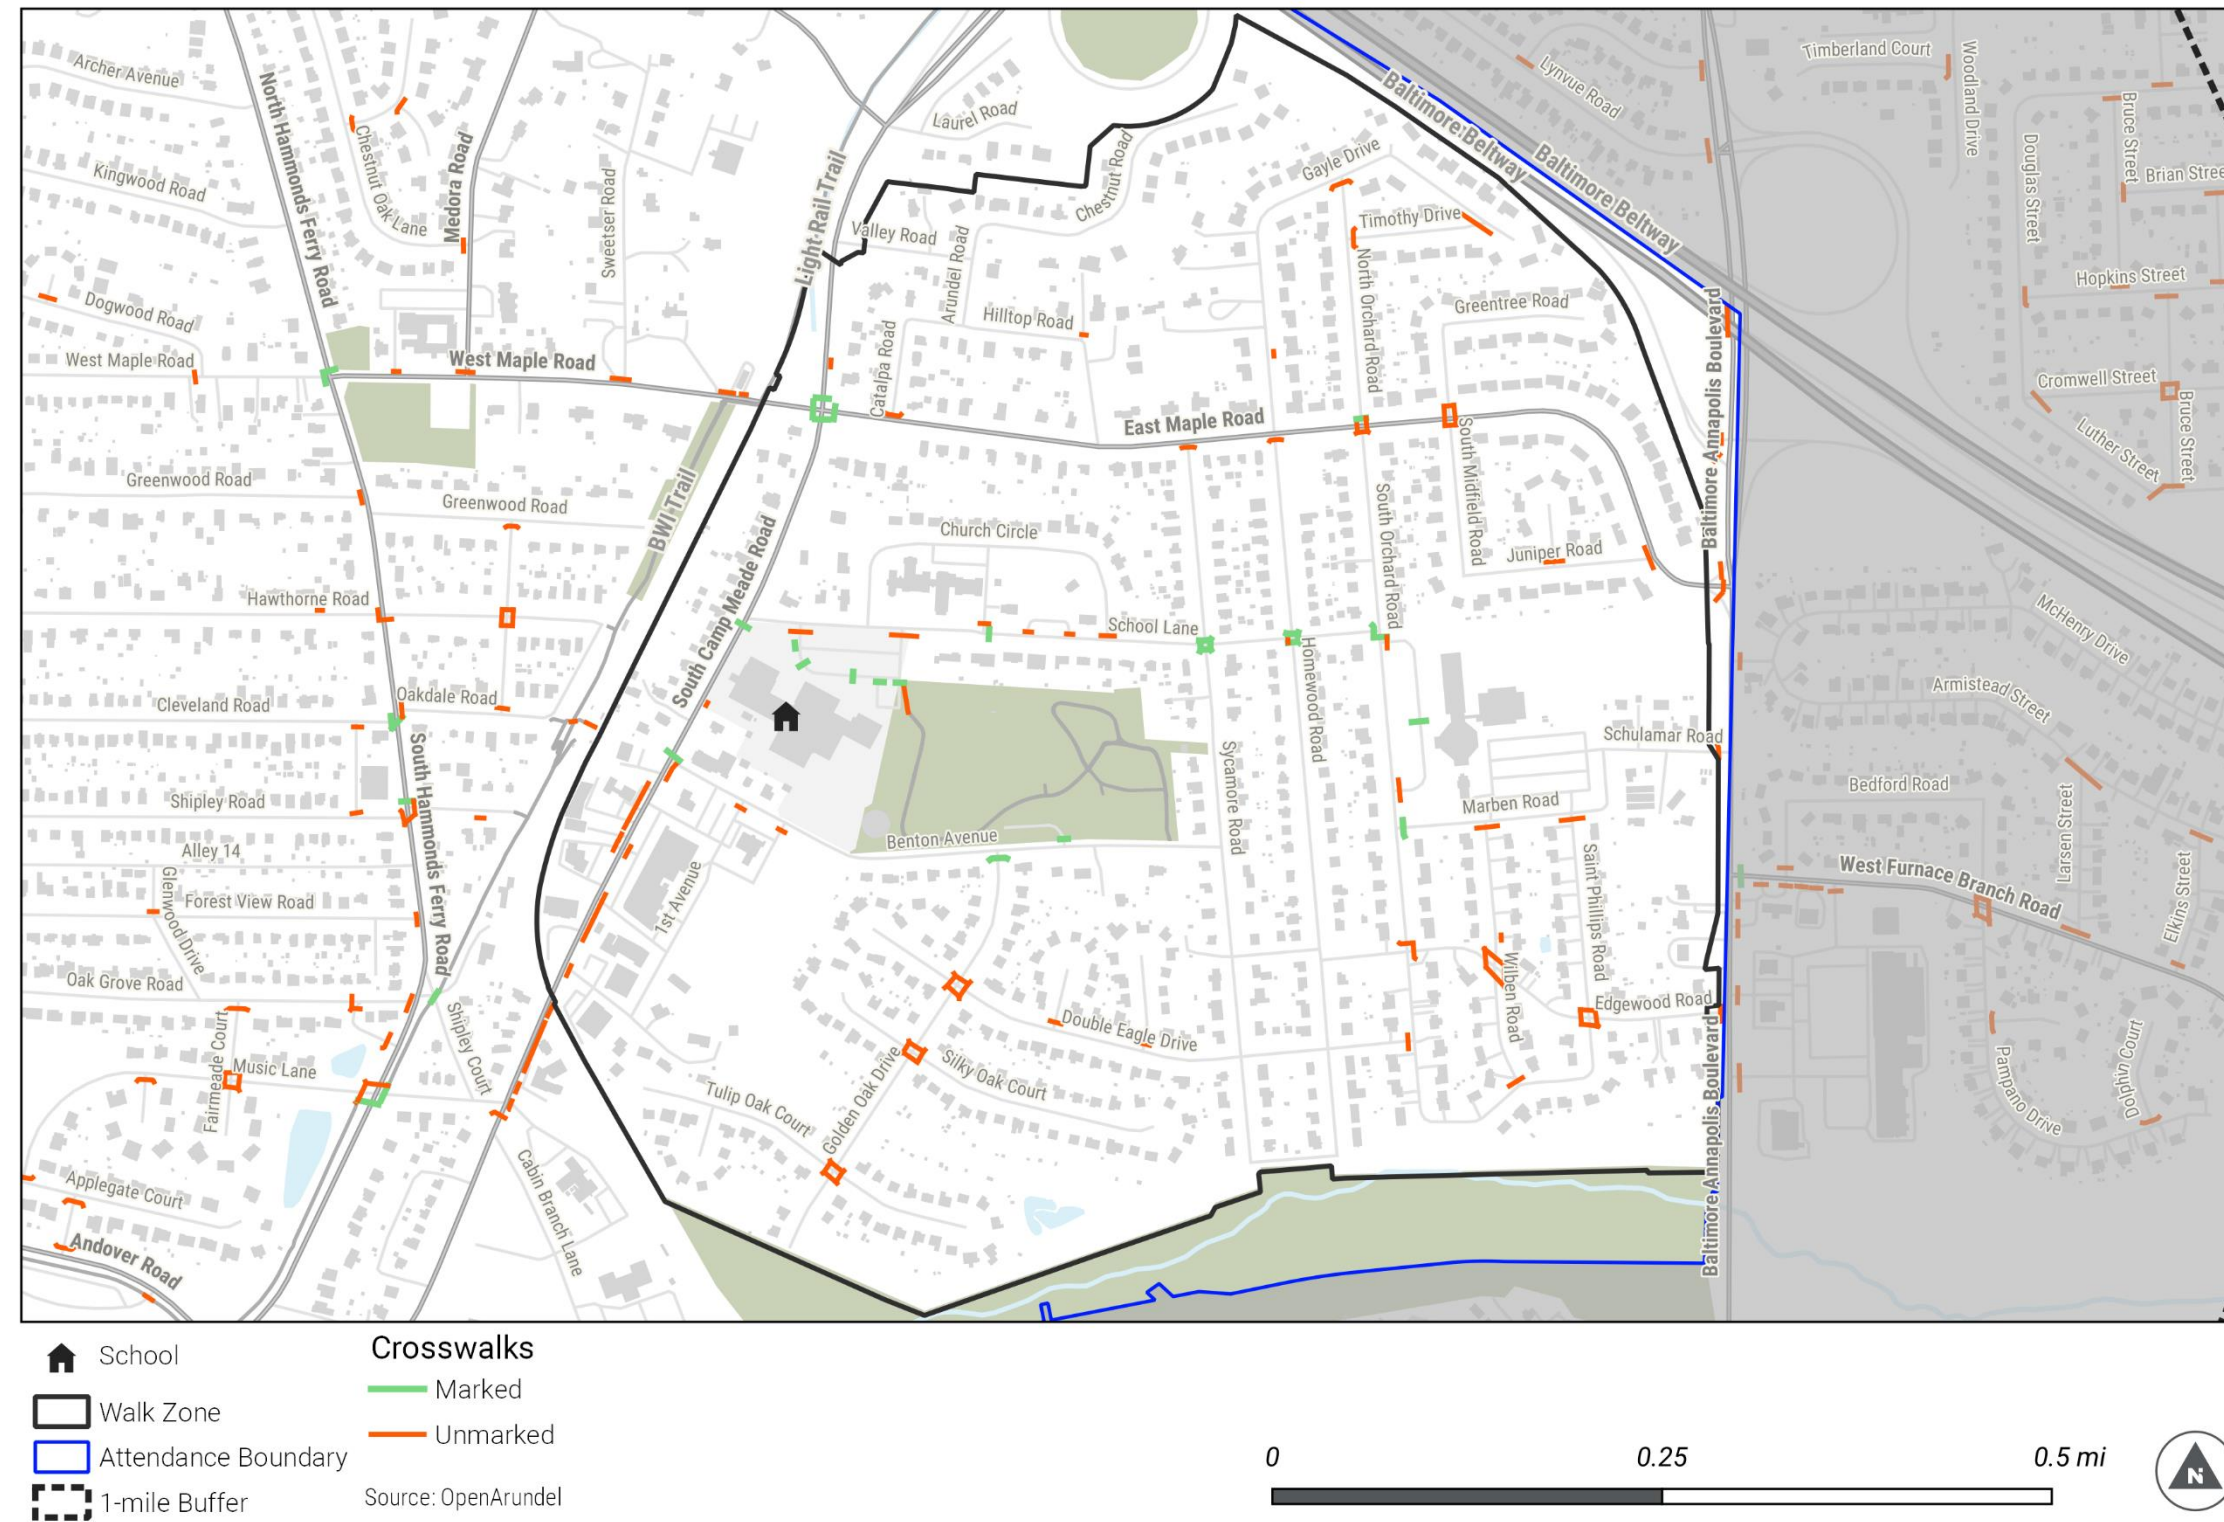 Archer Avenue
North Hammonds Ferry Road
Chestnut Oak Lane
Medora Road
Kingwood Road
Sweetser Road
Light Rail Trail
Laurel Road
Valley Road
Arundel Road
Chestnut Road
Gayle Drive
Timothy Drive
Baltimore Beltway
Baltimore Beltway
Lynvue Road
Timberland Court
Woodland Drive
Douglas Street
Bruce Street
Brian Stree
Hopkins Street
Cromwell Street
Bruce Street
Luther Street
Dogwood Road
West Maple Road
West Maple Road
Catalpa Road
Hilltop Road
North Orchard Road
Greentree Road
Baltimore Annapolis Boulevard
East Maple Road
South Midfield Road
Greenwood Road
Greenwood Road
BWI Trail
South Camp Meade Road
Church Circle
South Orchard Road
Juniper Road
Hawthorne Road
School Lane
McHenry Drive
Cleveland Road
Oakdale Road
Homewood Road
Schulamar Road
Armistead Street
Shipley Road
South Hammonds Ferry Road
Sycamore Road
Marben Road
Bedford Road
Larsen Street
Alley 14
Benton Avenue
Glenwood Drive
Forest View Road
1st Avenue
Saint Phillips Road
West Furnace Branch Road
Elkins Street
Oak Grove Road
Shipley Court
Wilben Road
Edgewood Road
Fairmeade Court
Music Lane
Double Eagle Drive
Silky Oak Court
Golden Oak Drive
Tulip Oak Court
Baltimore Annapolis Boulevard
Pampano Drive
Dolphin Court
Applegate Court
Cabin Branch Lane
Andover Road
School
Walk Zone
Attendance Boundary
1-mile Buffer
Crosswalks
Marked
Unmarked
Source: OpenArundel
0
0.25
0.5 mi
N